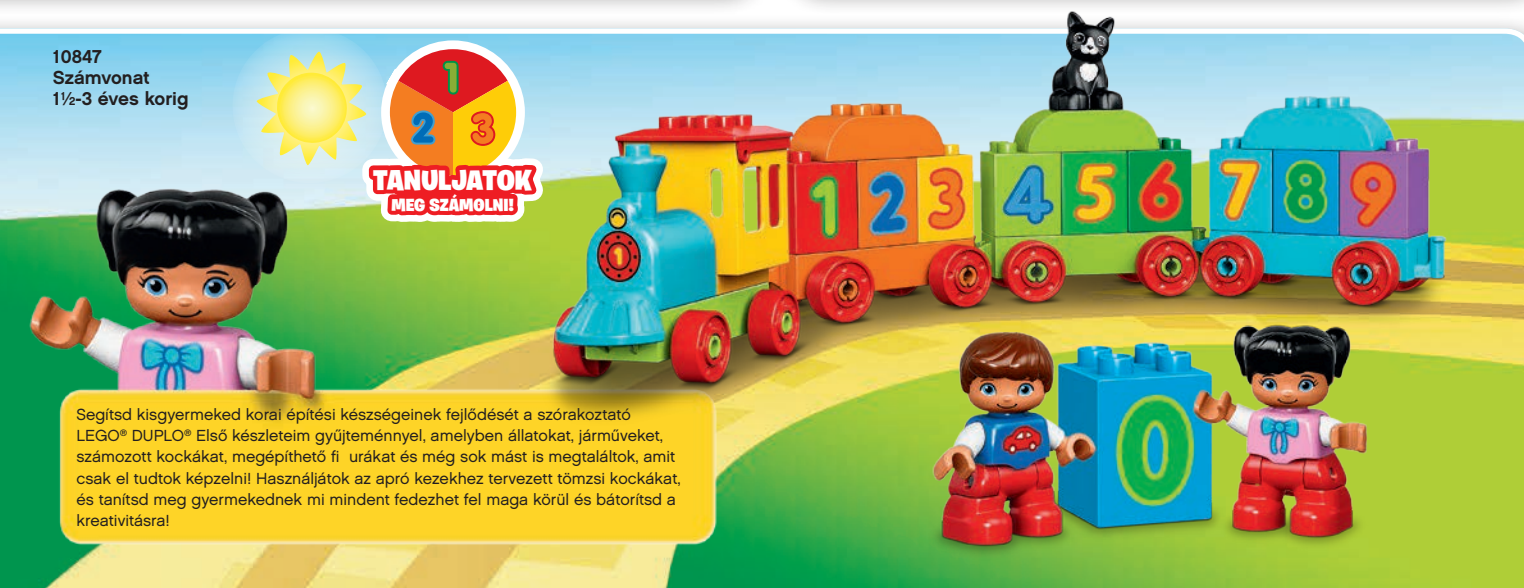 10847
Számvonat
1½-3 éves korig
1
2 3
TANULJATOK
MEG SZÁMOLNI!
1
1 2 3
4 5 6
7 8 9
0
Segítsd kisgyermeked korai építési készségeinek fejlődését a szórakoztató
LEGO® DUPLO® Első készleteim gyűjteménnyel, amelyben állatokat, járműveket,
számozott kockákat, megépíthető fi urákat és még sok mást is megtaláltok, amit
csak el tudtok képzelni! Használjátok az apró kezekhez tervezett tömzsi kockákat,
és tanítsd meg gyermekednek mi mindent fedezhet fel maga körül és bátorítsd a
kreativitásra!